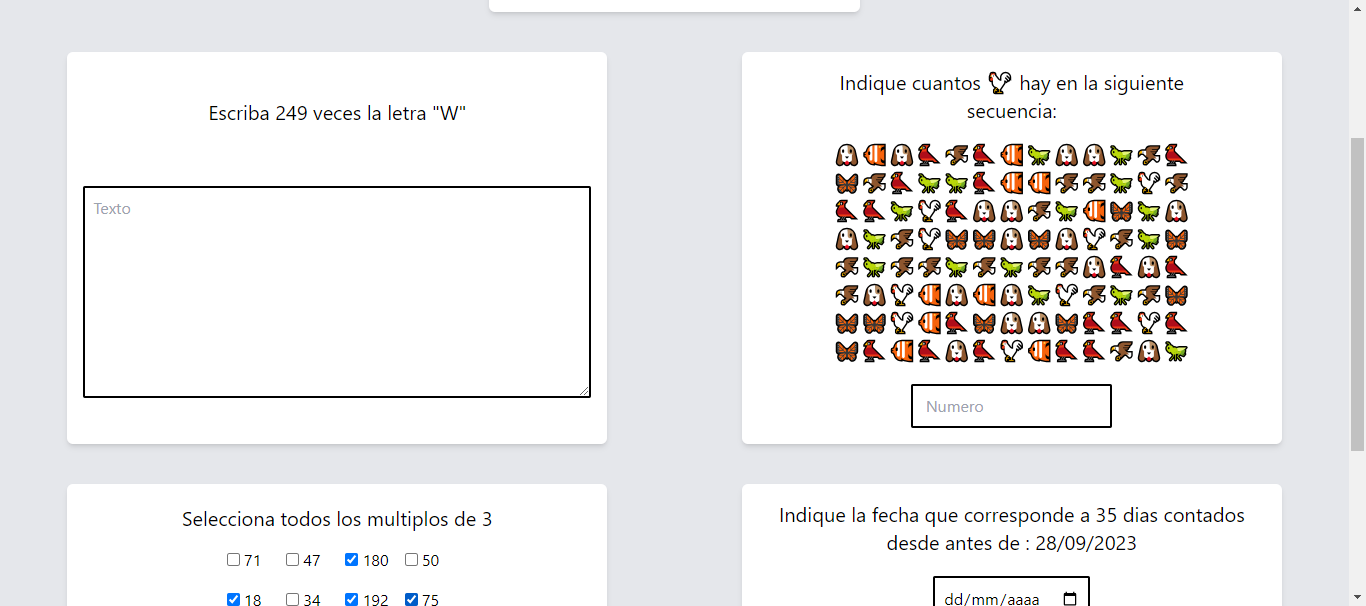 Escriba 249 veces la letra "W"
Texto
Indique cuantos 🐓 hay en la siguiente
secuencia:
Numero
Selecciona todos los multiplos de 3
71 47 180 50
18 34 192 75
Indique la fecha que corresponde a 35 dias contados
desde antes de : 28/09/2023
dd/mm/aaaa